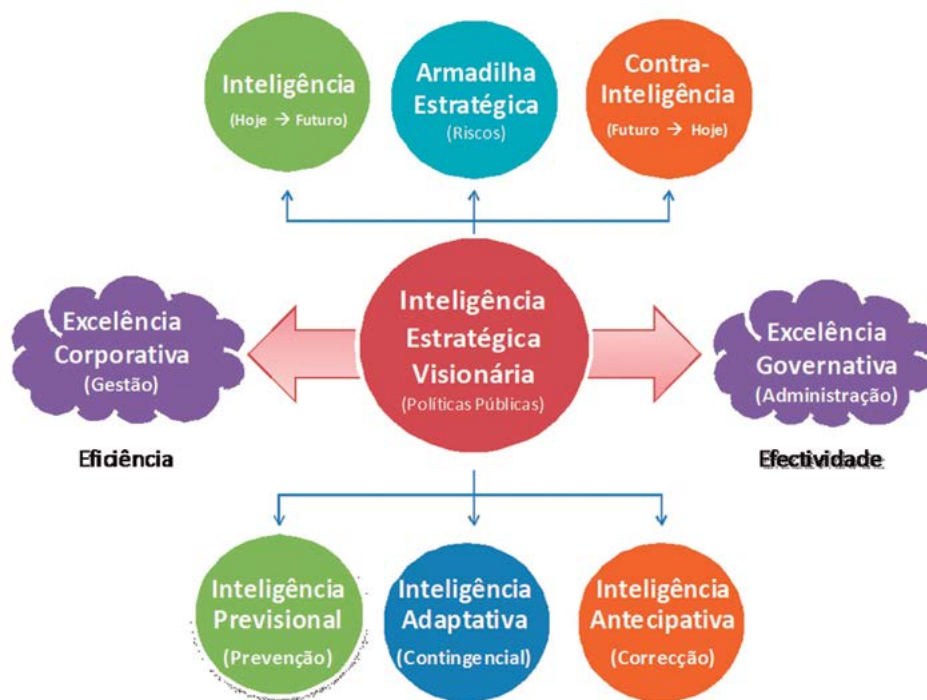 Inteligência
(Hoje → Futuro)
Armadilha
Estratégica
(Riscos)
Contra-
Inteligência
(Futuro → Hoje)
Excelência
Corporativa
(Gestão)
Eficiência
Inteligência
Estratégica
Visionária
(Políticas Públicas)
Excelência
Governativa
(Administração)
Efectividade
Inteligência
Previsional
(Prevenção)
Inteligência
Adaptativa
(Contingencial)
Inteligência
Antecipativa
(Correcção)